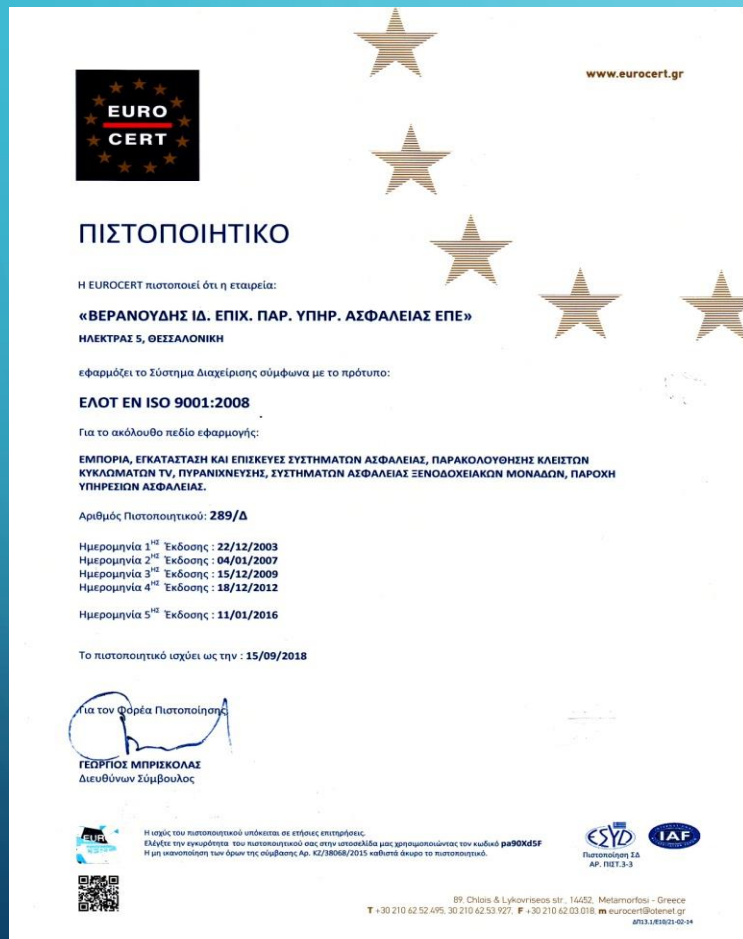 www.eurocert.gr
EURO
CERT
ΠΙΣΤΟΠΟΙΗΤΙΚΟ
Η EUROCERT πιστοποιεί ότι η εταιρεία:
«ΒΕΡΑΝΟΥΔΗΣ ΙΔ. ΕΠΙΧ. ΠΑΡ. ΥΠΗΡ. ΑΣΦΑΛΕΙΑΣ ΕΠΕ»
ΗΛΕΚΤΡΑΣ 5, ΘΕΣΣΑΛΟΝΙΚΗ
εφαρμόζει το Σύστημα Διαχείρισης σύμφωνα με το πρότυπο:
ΕΛΟΤ ΕΝ ISO 9001:2008
Για το ακόλουθο πεδίο εφαρμογής:
ΕΜΠΟΡΙΑ, ΕΓΚΑΤΑΣΤΑΣΗ ΚΑΙ ΕΠΙΣΚΕΥΕΣ ΣΥΣΤΗΜΑΤΩΝ ΑΣΦΑΛΕΙΑΣ, ΠΑΡΑΚΟΛΟΥΘΗΣΗΣ ΚΛΕΙΣΤΩΝ
ΚΥΚΛΩΜΑΤΩΝ TV, ΠΥΡΑΝΙΧΝΕΥΣΗΣ, ΣΥΣΤΗΜΑΤΩΝ ΑΣΦΑΛΕΙΑΣ ΞΕΝΟΔΟΧΕΙΑΚΩΝ ΜΟΝΑΔΩΝ, ΠΑΡΟΧΗ
ΥΠΗΡΕΣΙΩΝ ΑΣΦΑΛΕΙΑΣ.
Αριθμός Πιστοποιητικού: 289/Δ
Ημερομηνία 1ΗΣ Έκδοσης : 22/12/2003
Ημερομηνία 2ΗΣ Έκδοσης : 04/01/2007
Ημερομηνία 3ΗΣ Έκδοσης : 15/12/2009
Ημερομηνία 4ΗΣ Έκδοσης : 18/12/2012
Ημερομηνία 5ΗΣ Έκδοσης : 11/01/2016
Το πιστοποιητικό ισχύει ως την : 15/09/2018
Για τον Φορέα Πιστοποίησης
ΓΕΩΡΓΙΟΣ ΜΠΡΙΣΚΟΛΑΣ
Διευθύνων Σύμβουλος
Η ισχύς του πιστοποιητικού υπόκειται σε ετήσιες επιτηρήσεις.
Ελέγξτε την εγκυρότητα του πιστοποιητικού σας στην ιστοσελίδα μας χρησιμοποιώντας τον κωδικό pa90Xd5F
Η μη ικανοποίηση των όρων της σύμβασης Αρ. ΚΖ/38068/2015 καθιστά άκυρο το πιστοποιητικό.
ΕΣΥΔ
Πιστοποίηση ΣΔ
ΑΡ. ΠΙΣΤ.3-3
IAF
89, Chlois & Lykovriseos str., 14452, Metamorfosi - Greece
T +30 210 62.52.495, 30 210 62.53.927, F +30 210 62.03.018, m eurocert@otenet.gr
ΔΠ13.1/Ε10/21-02-14